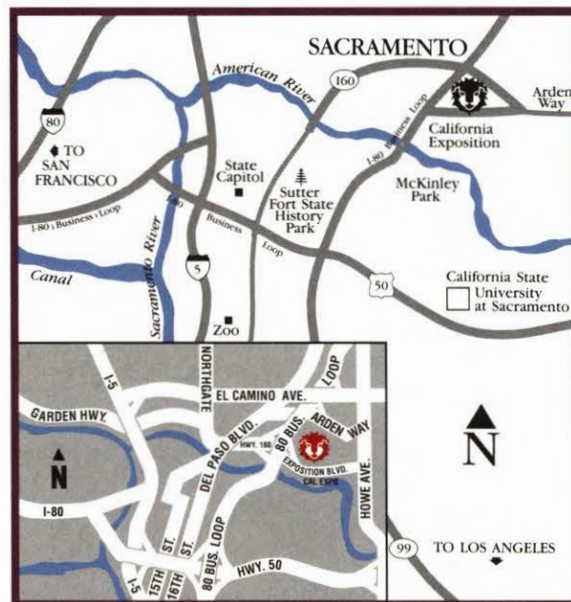 SACRAMENTO
American River
160
Arden
Way
80
TO
SAN
FRANCISCO
State
Capitol
Sutter
Fort State
History
Park
I-80 Business Loop
California
Exposition
McKinley
Park
I-80 Business Loop
I-80 Business Loop
Sacramento River
Canal
5
50
California State
University
at Sacramento
Zoo
I-5
NORTHGATE
EL CAMINO AVE.
LOOP
GARDEN HWY.
DEL PASO BLVD.
80 BUS.
ARDEN WAY
HWY. 160
EXPOSITION BLVD.
CAL EXPO
HOWE AVE.
N
N
I-80
I-5
15TH ST.
16TH ST.
80 BUS. LOOP
HWY. 50
99
TO LOS ANGELES